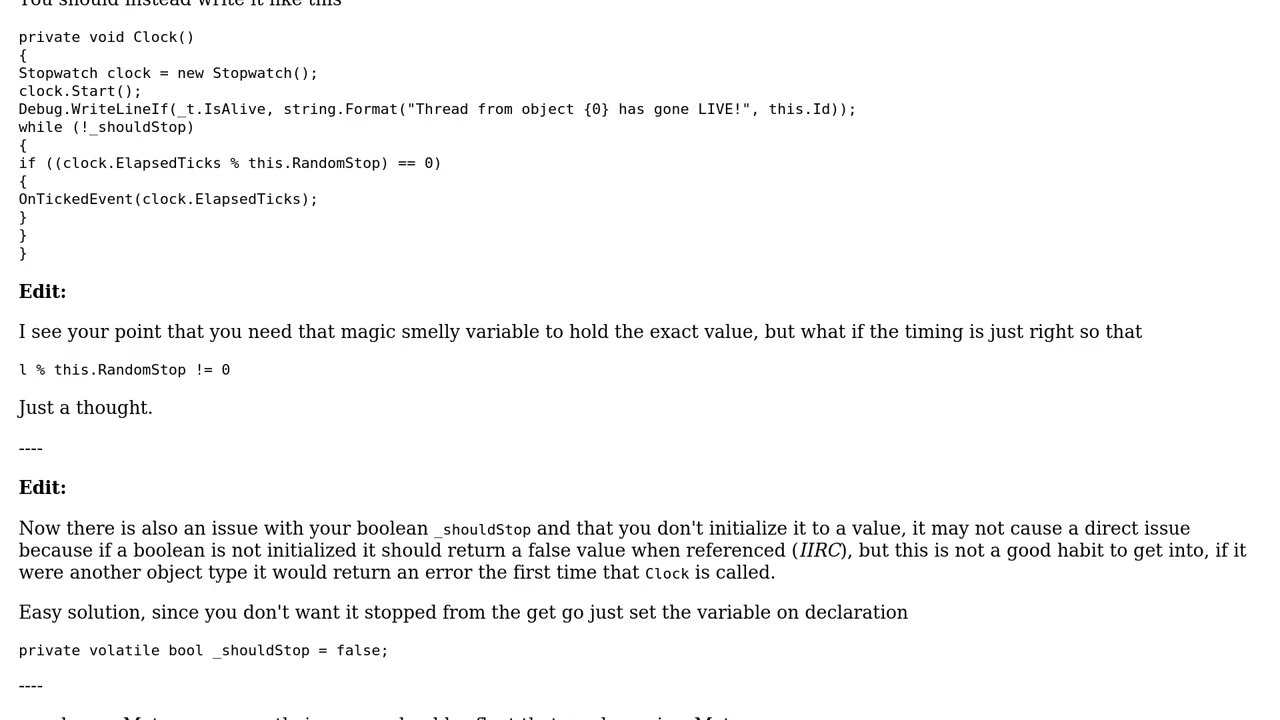 You should instead write it like this
private void Clock()
{
Stopwatch clock = new Stopwatch();
clock.Start();
Debug.WriteLineIf(_t.IsAlive, string.Format("Thread from object {0} has gone LIVE!", this.Id));
while (!_shouldStop)
{
if ((clock.ElapsedTicks % this.RandomStop) == 0)
{
OnTickedEvent(clock.ElapsedTicks);
}
}
}
Edit:
I see your point that you need that magic smelly variable to hold the exact value, but what if the timing is just right so that
l % this.RandomStop != 0
Just a thought.
----
Edit:
Now there is also an issue with your boolean _shouldStop and that you don't initialize it to a value, it may not cause a direct issue
because if a boolean is not initialized it should return a false value when referenced (IIRC), but this is not a good habit to get into, if it
were another object type it would return an error the first time that Clock is called.
Easy solution, since you don't want it stopped from the get go just set the variable on declaration
private volatile bool _shouldStop = false;
----